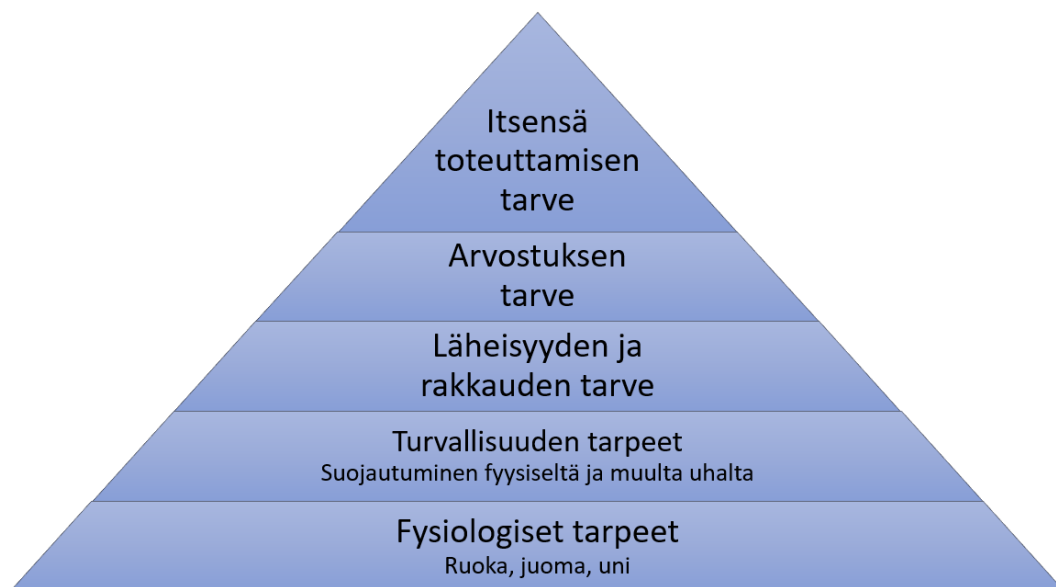 Itsensä
toteuttamisen
tarve
Arvostuksen
tarve
Läheisyyden ja
rakkauden tarve
Turvallisuuden tarpeet
Suojautuminen fyysiseltä ja muulta uhalta
Fysiologiset tarpeet
Ruoka, juoma, uni